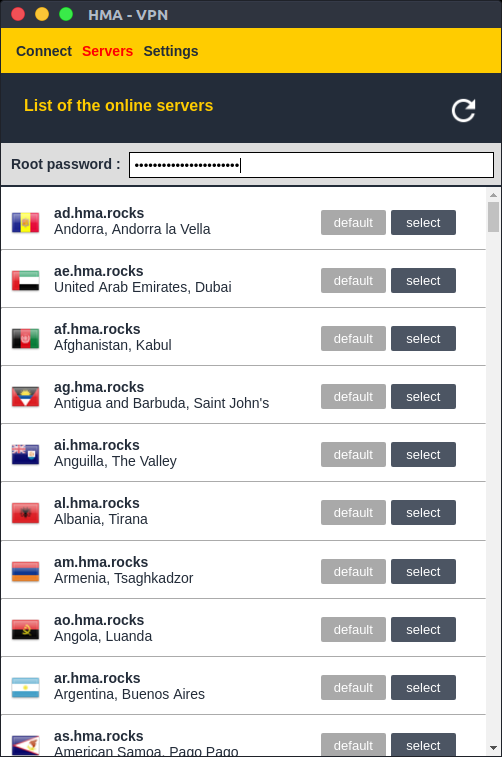 HMA - VPN
Connect Servers Settings
List of the online servers
Root password : •••••••••••••••••••••••
ad.hma.rocks
Andorra, Andorra la Vella
default select
ae.hma.rocks
United Arab Emirates, Dubai
default select
af.hma.rocks
Afghanistan, Kabul
default select
ag.hma.rocks
Antigua and Barbuda, Saint John's
default select
ai.hma.rocks
Anguilla, The Valley
default select
al.hma.rocks
Albania, Tirana
default select
am.hma.rocks
Armenia, Tsaghkadzor
default select
ao.hma.rocks
Angola, Luanda
default select
ar.hma.rocks
Argentina, Buenos Aires
default select
as.hma.rocks
American Samoa, Pago Pago
default select